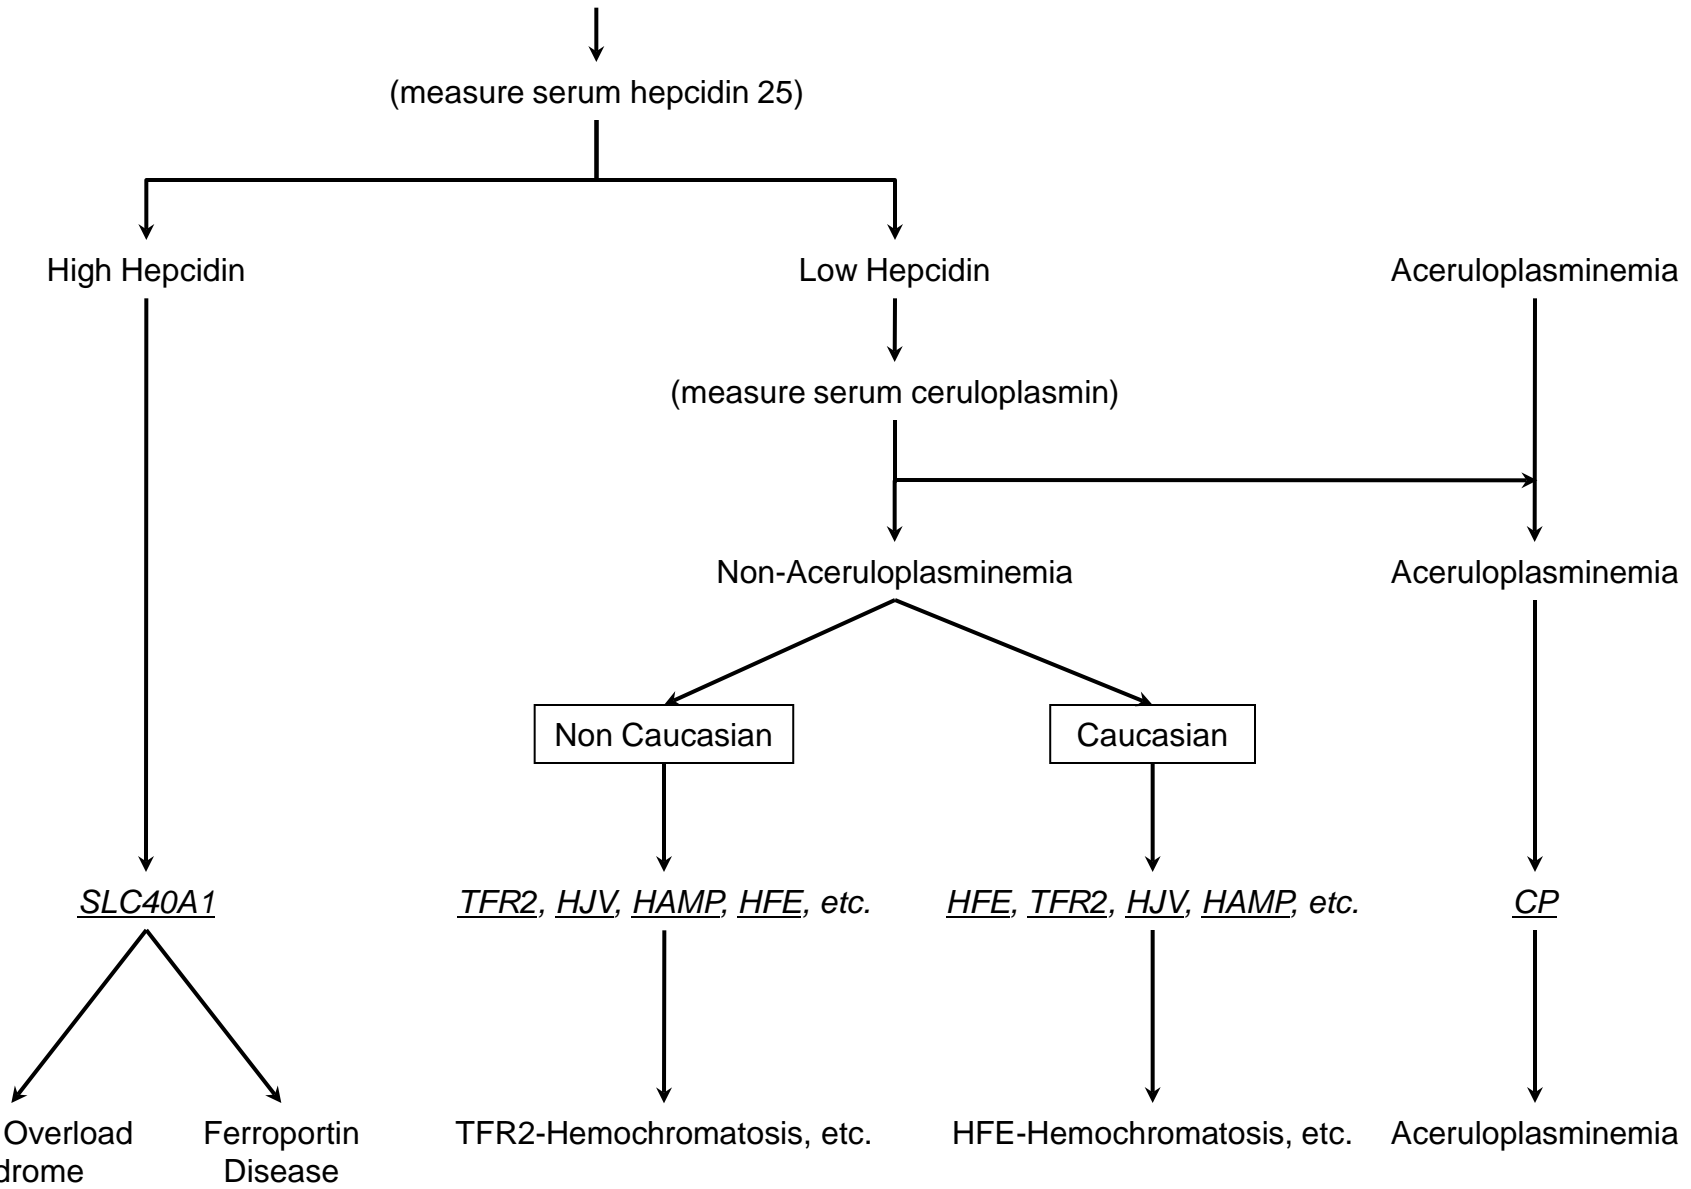 (measure serum hepcidin 25)
High Hepcidin
Low Hepcidin
Aceruloplasminemia
(measure serum ceruloplasmin)
Non-Aceruloplasminemia
Aceruloplasminemia
Non Caucasian
Caucasian
SLC40A1
TFR2, HJV, HAMP, HFE, etc.
HFE, TFR2, HJV, HAMP, etc.
CP
Overload
drome
Ferroportin
Disease
TFR2-Hemochromatosis, etc.
HFE-Hemochromatosis, etc.
Aceruloplasminemia